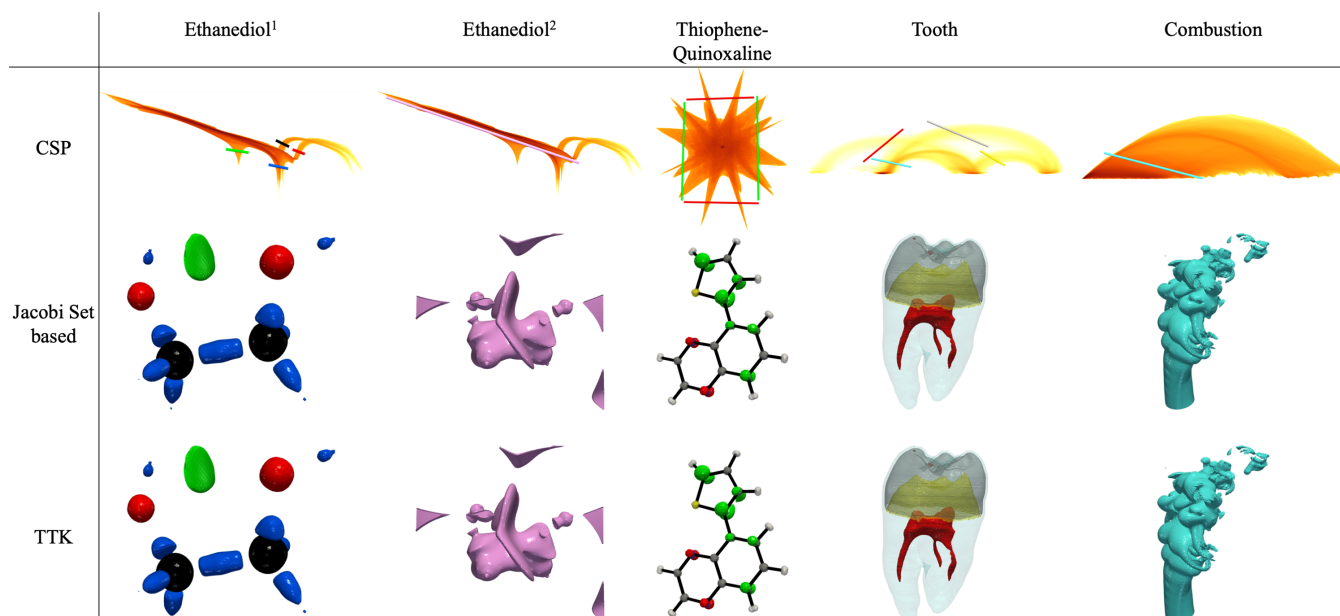 Ethanediol¹
Ethanediol²
Thiophene-
Quinoxaline
Tooth
Combustion
CSP
Jacobi Set
based
TTK